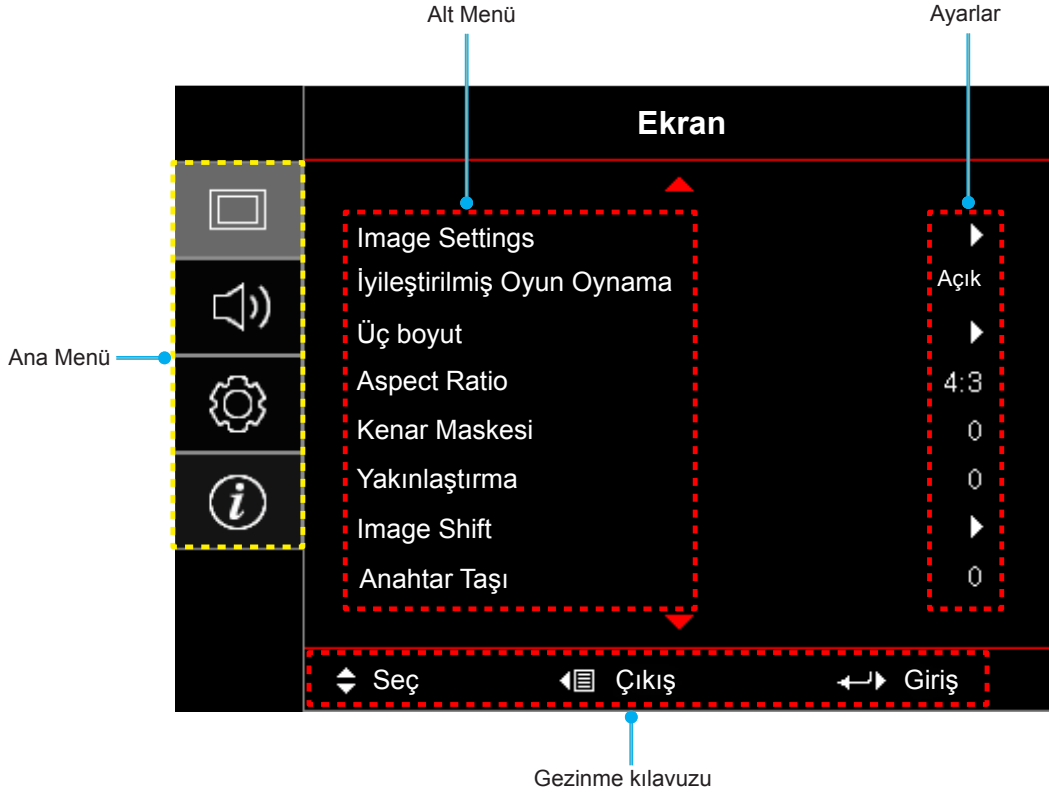 Alt Menü
Ayarlar
Ekran
Image Settings
İyileştirilmiş Oyun Oynama
Açık
Üç boyut
Ana Menü
Aspect Ratio
4:3
Kenar Maskesi
0
Yakınlaştırma
0
Image Shift
Anahtar Taşı
0
Seç
Çıkış
Giriş
Gezinme kılavuzu